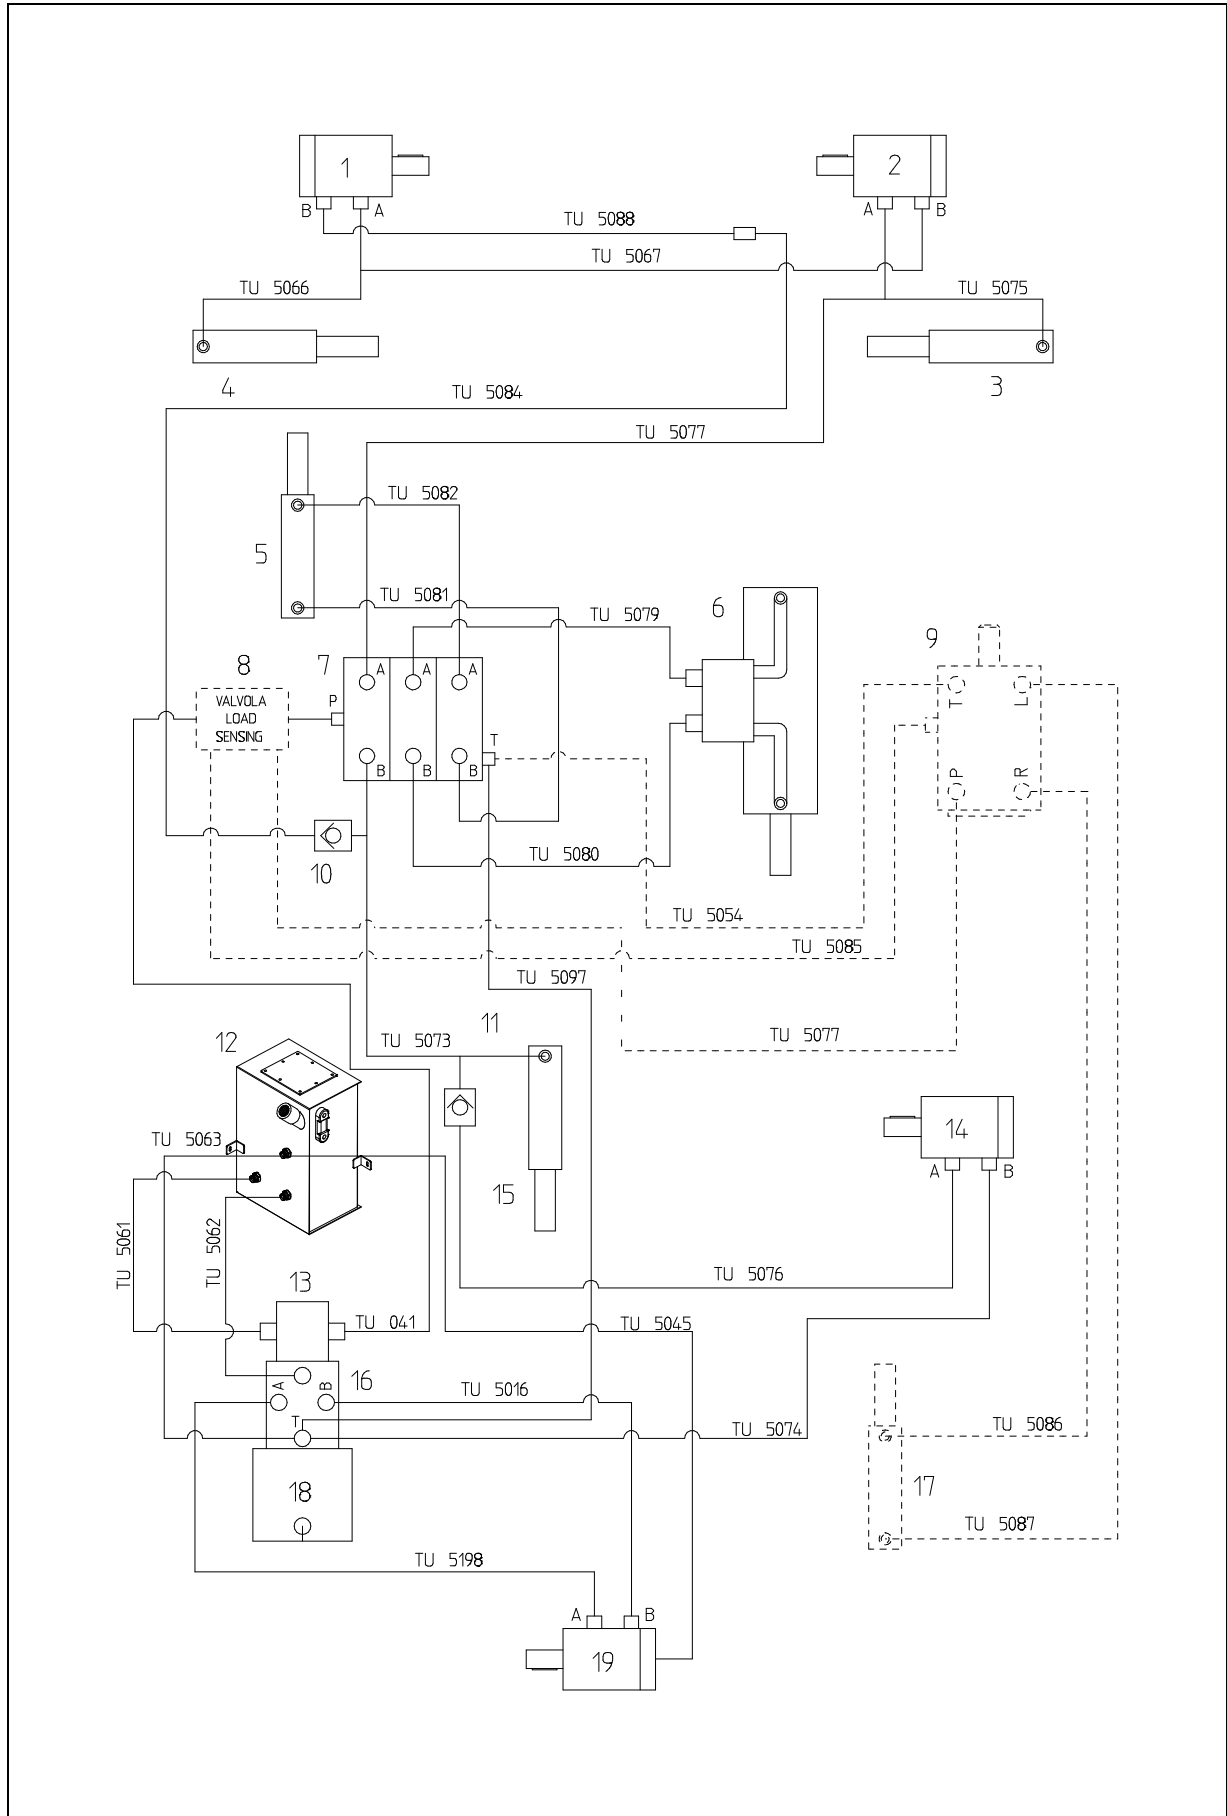 1
2
B
A
A
B
TU 5088
TU 5067
TU 5066
TU 5075
4
3
TU 5084
TU 5077
TU 5082
5
TU 5081
TU 5079
6
9
8
7
A
A
A
T
L
P
VALVOLA
LOAD
SENSING
T
B
B
B
P
R
TU 5080
10
TU 5054
TU 5085
TU 5097
11
TU 5077
12
TU 5073
14
TU 5063
A
B
15
TU 5061
TU 5062
13
TU 5076
TU 041
TU 5045
16
A
B
TU 5016
T
TU 5074
TU 5086
18
17
TU 5087
TU 5198
A
B
19